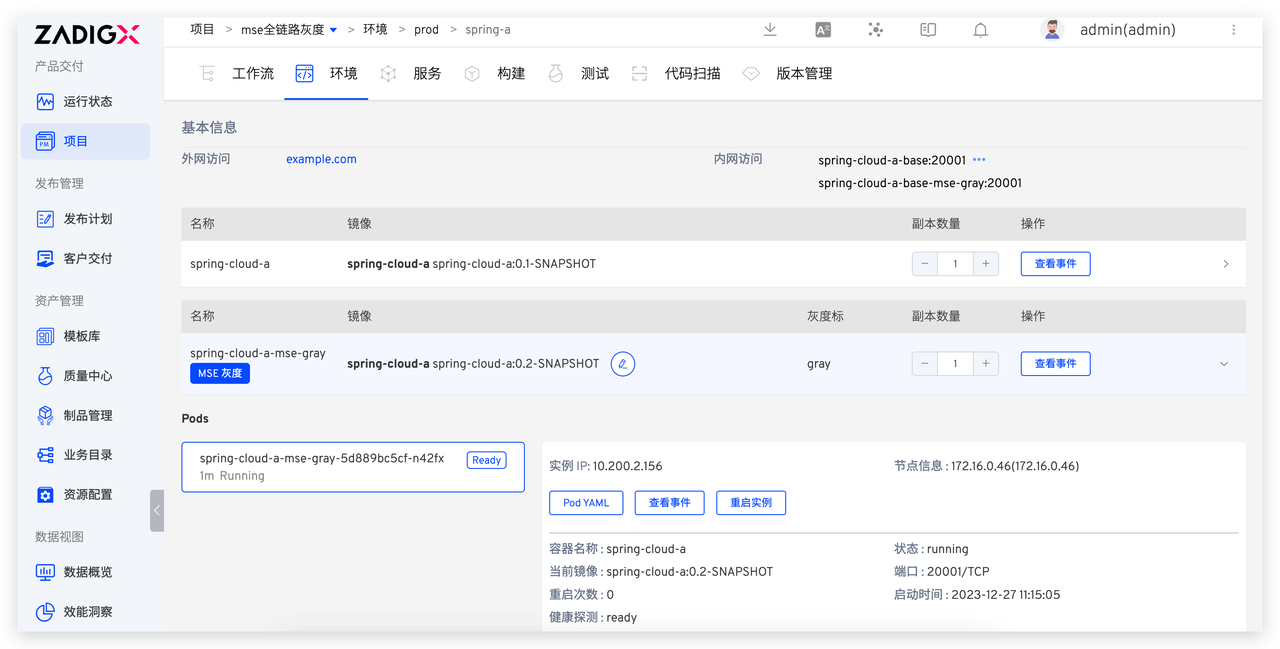 ZADIGX
产品交付
运行状态
项目
发布管理
发布计划
客户交付
资产管理
模板库
质量中心
制品管理
业务目录
资源配置
数据视图
数据概览
效能洞察
项目 > mse全链路灰度 > 环境 > prod > spring-a
admin(admin)
工作流 环境 服务 构建 测试 代码扫描 版本管理
基本信息
外网访问 example.com 内网访问 spring-cloud-a-base:20001 •••
spring-cloud-a-base-mse-gray:20001
名称 镜像 副本数量 操作
spring-cloud-a spring-cloud-a spring-cloud-a:0.1-SNAPSHOT − 1 + 查看事件
名称 镜像 灰度标 副本数量 操作
spring-cloud-a-mse-gray spring-cloud-a spring-cloud-a:0.2-SNAPSHOT gray − 1 + 查看事件
MSE 灰度
Pods
spring-cloud-a-mse-gray-5d889bc5cf-n42fx Ready
1m Running
实例 IP: 10.200.2.156 节点信息 : 172.16.0.46(172.16.0.46)
Pod YAML 查看事件 重启实例
容器名称 : spring-cloud-a 状态 : running
当前镜像 : spring-cloud-a:0.2-SNAPSHOT 端口 : 20001/TCP
重启次数 : 0 启动时间 : 2023-12-27 11:15:05
健康探测 : ready